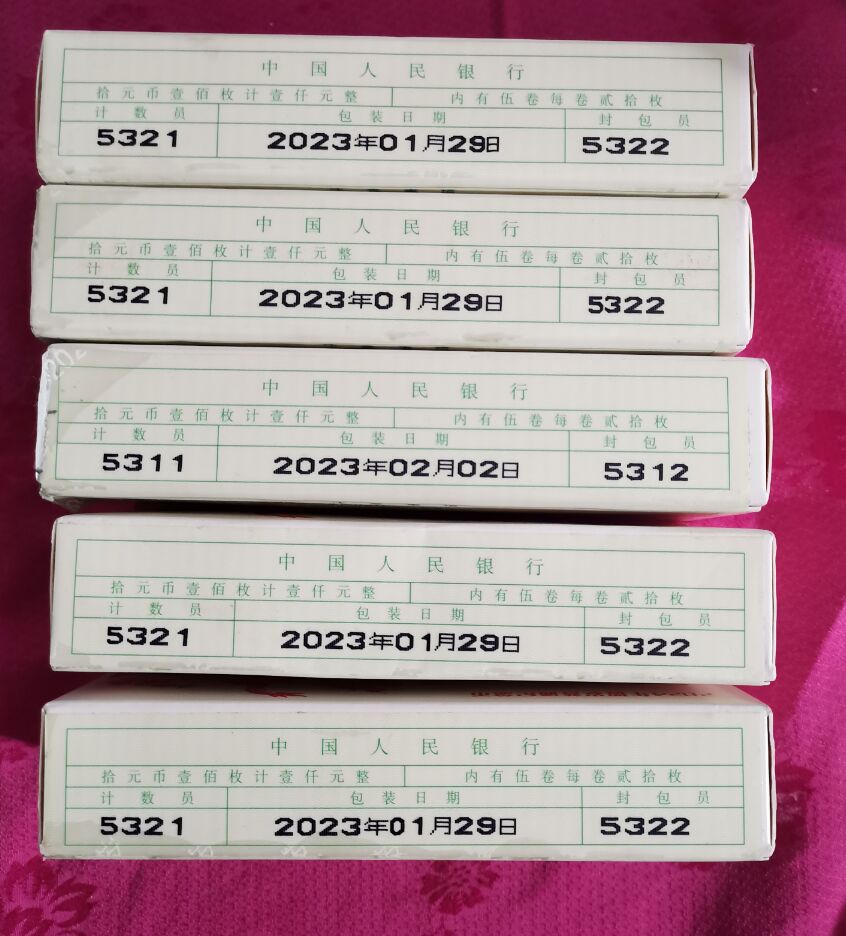 中国人民银行
拾元币壹佰枚计壹仟元整 内有伍卷每卷贰拾枚
计数员 包装日期 封包员
5321 2023年01月29日 5322
中国人民银行
拾元币壹佰枚计壹仟元整 内有伍卷每卷贰拾枚
计数员 包装日期 封包员
5321 2023年01月29日 5322
202
中国人民银行
拾元币壹佰枚计壹仟元整 内有伍卷每卷贰拾枚
计数员 包装日期 封包员
5311 2023年02月02日 5312
中国人民银行
拾元币壹佰枚计壹仟元整 内有伍卷每卷贰拾枚
计数员 包装日期 封包员
5321 2023年01月29日 5322
中国人民银行
拾元币壹佰枚计壹仟元整 内有伍卷每卷贰拾枚
计数员 包装日期 封包员
5321 2023年01月29日 5322